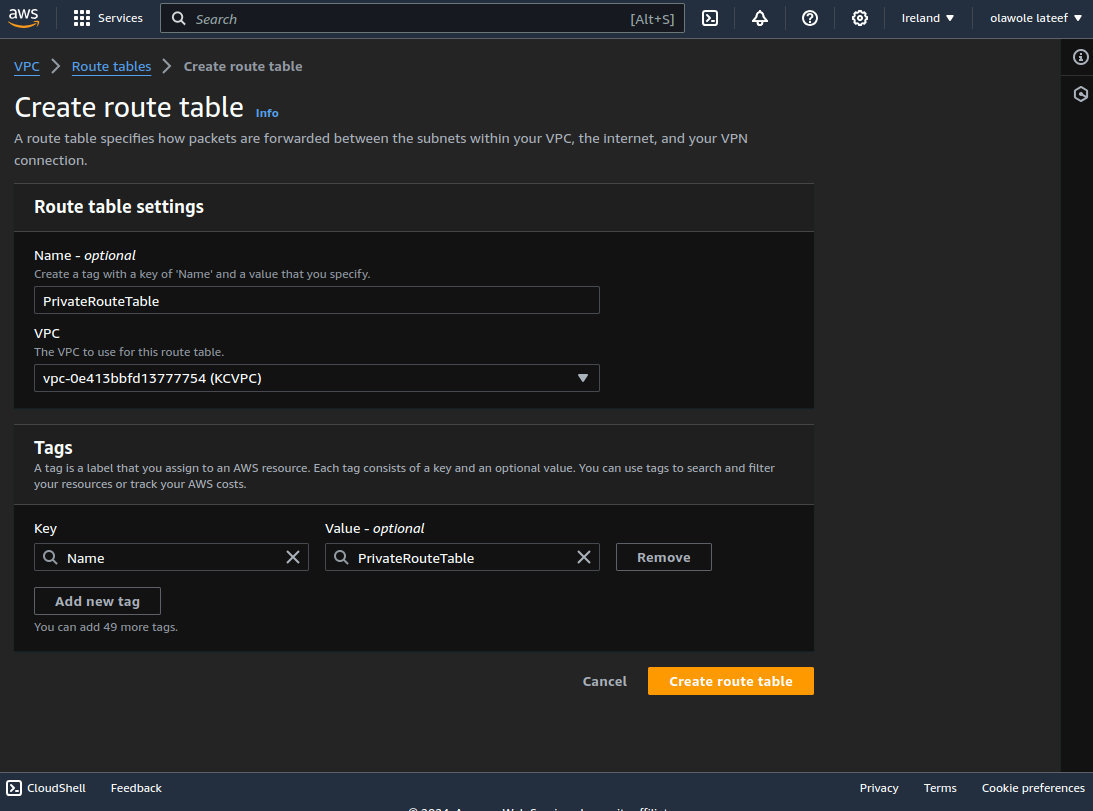 aws
Services
Search
[Alt+S]
Ireland
olawole lateef
VPC
Route tables
Create route table
Create route table Info
A route table specifies how packets are forwarded between the subnets within your VPC, the internet, and your VPN
connection.
Route table settings
Name - optional
Create a tag with a key of 'Name' and a value that you specify.
PrivateRouteTable
VPC
The VPC to use for this route table.
vpc-0e413bbfd13777754 (KCVPC)
Tags
A tag is a label that you assign to an AWS resource. Each tag consists of a key and an optional value. You can use tags to search and filter
your resources or track your AWS costs.
Key
Value - optional
Name
PrivateRouteTable
Remove
Add new tag
You can add 49 more tags.
Cancel
Create route table
CloudShell
Feedback
Privacy
Terms
Cookie preferences